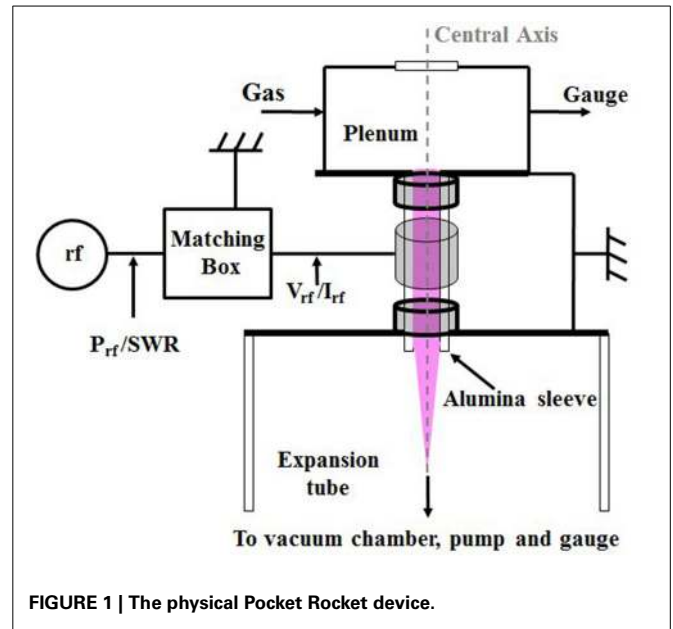 Central Axis
Gas
Gauge
Plenum
rf
Matching
Box
Vrf/Irf
Prf/SWR
Alumina sleeve
Expansion
tube
To vacuum chamber, pump and gauge
FIGURE 1 | The physical Pocket Rocket device.